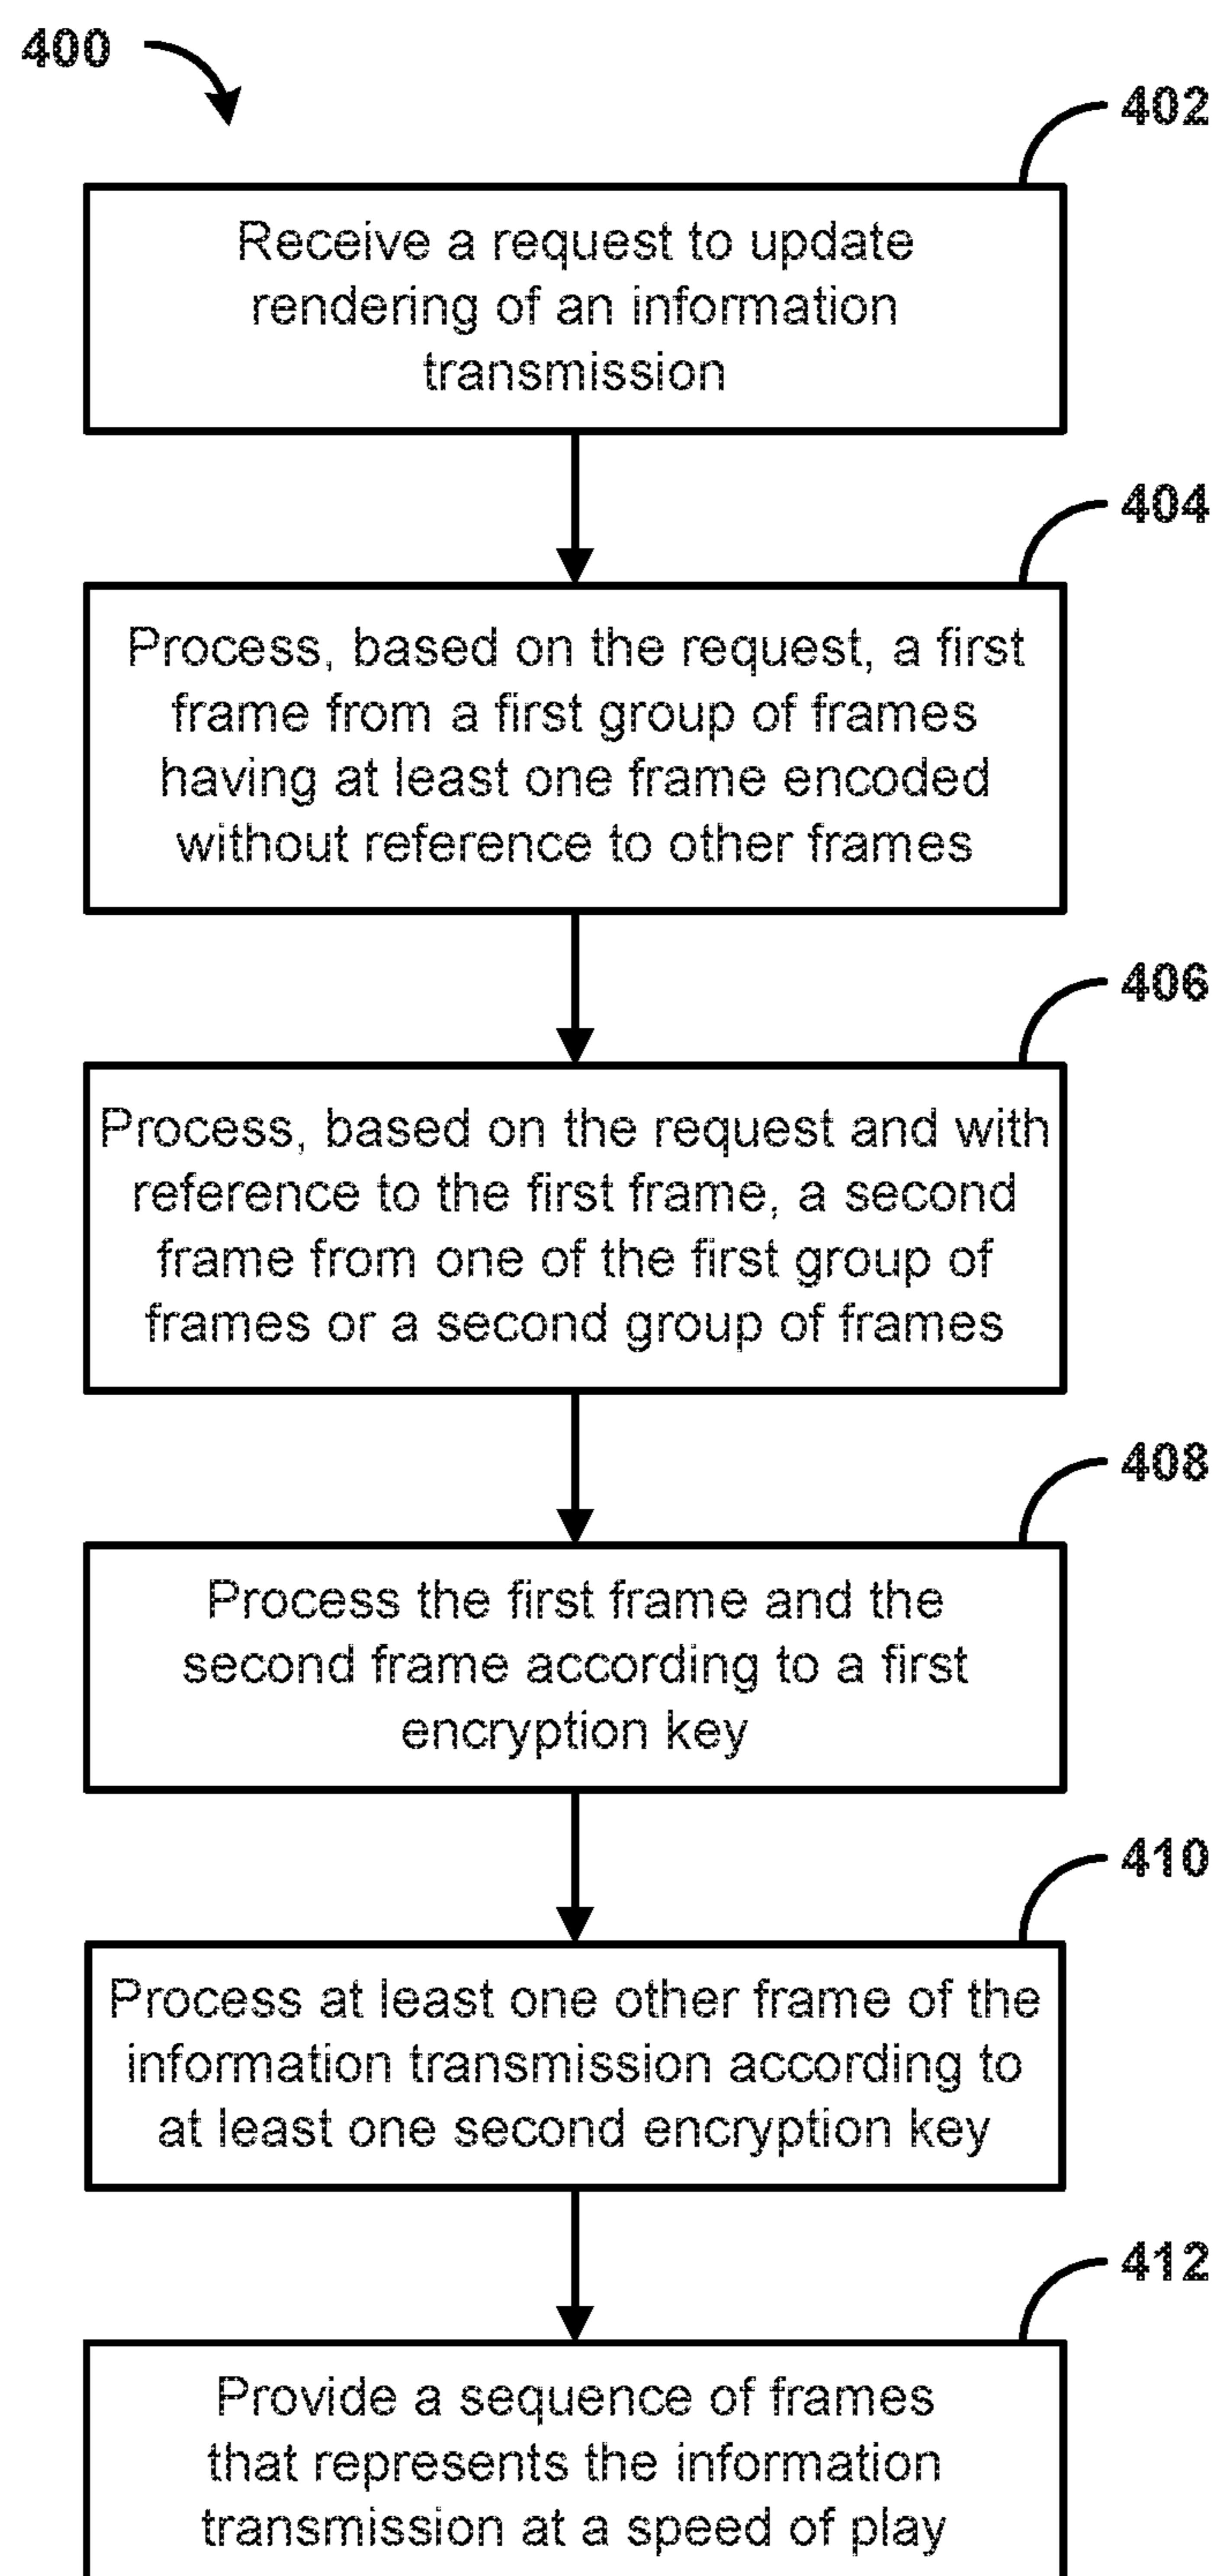 400
402
Receive a request to update
rendering of an information
transmission
404
Process, based on the request, a first
frame from a first group of frames
having at least one frame encoded
without reference to other frames
406
Process, based on the request and with
reference to the first frame, a second
frame from one of the first group of
frames or a second group of frames
408
Process the first frame and the
second frame according to a first
encryption key
410
Process at least one other frame of the
information transmission according to
at least one second encryption key
412
Provide a sequence of frames
that represents the information
transmission at a speed of play